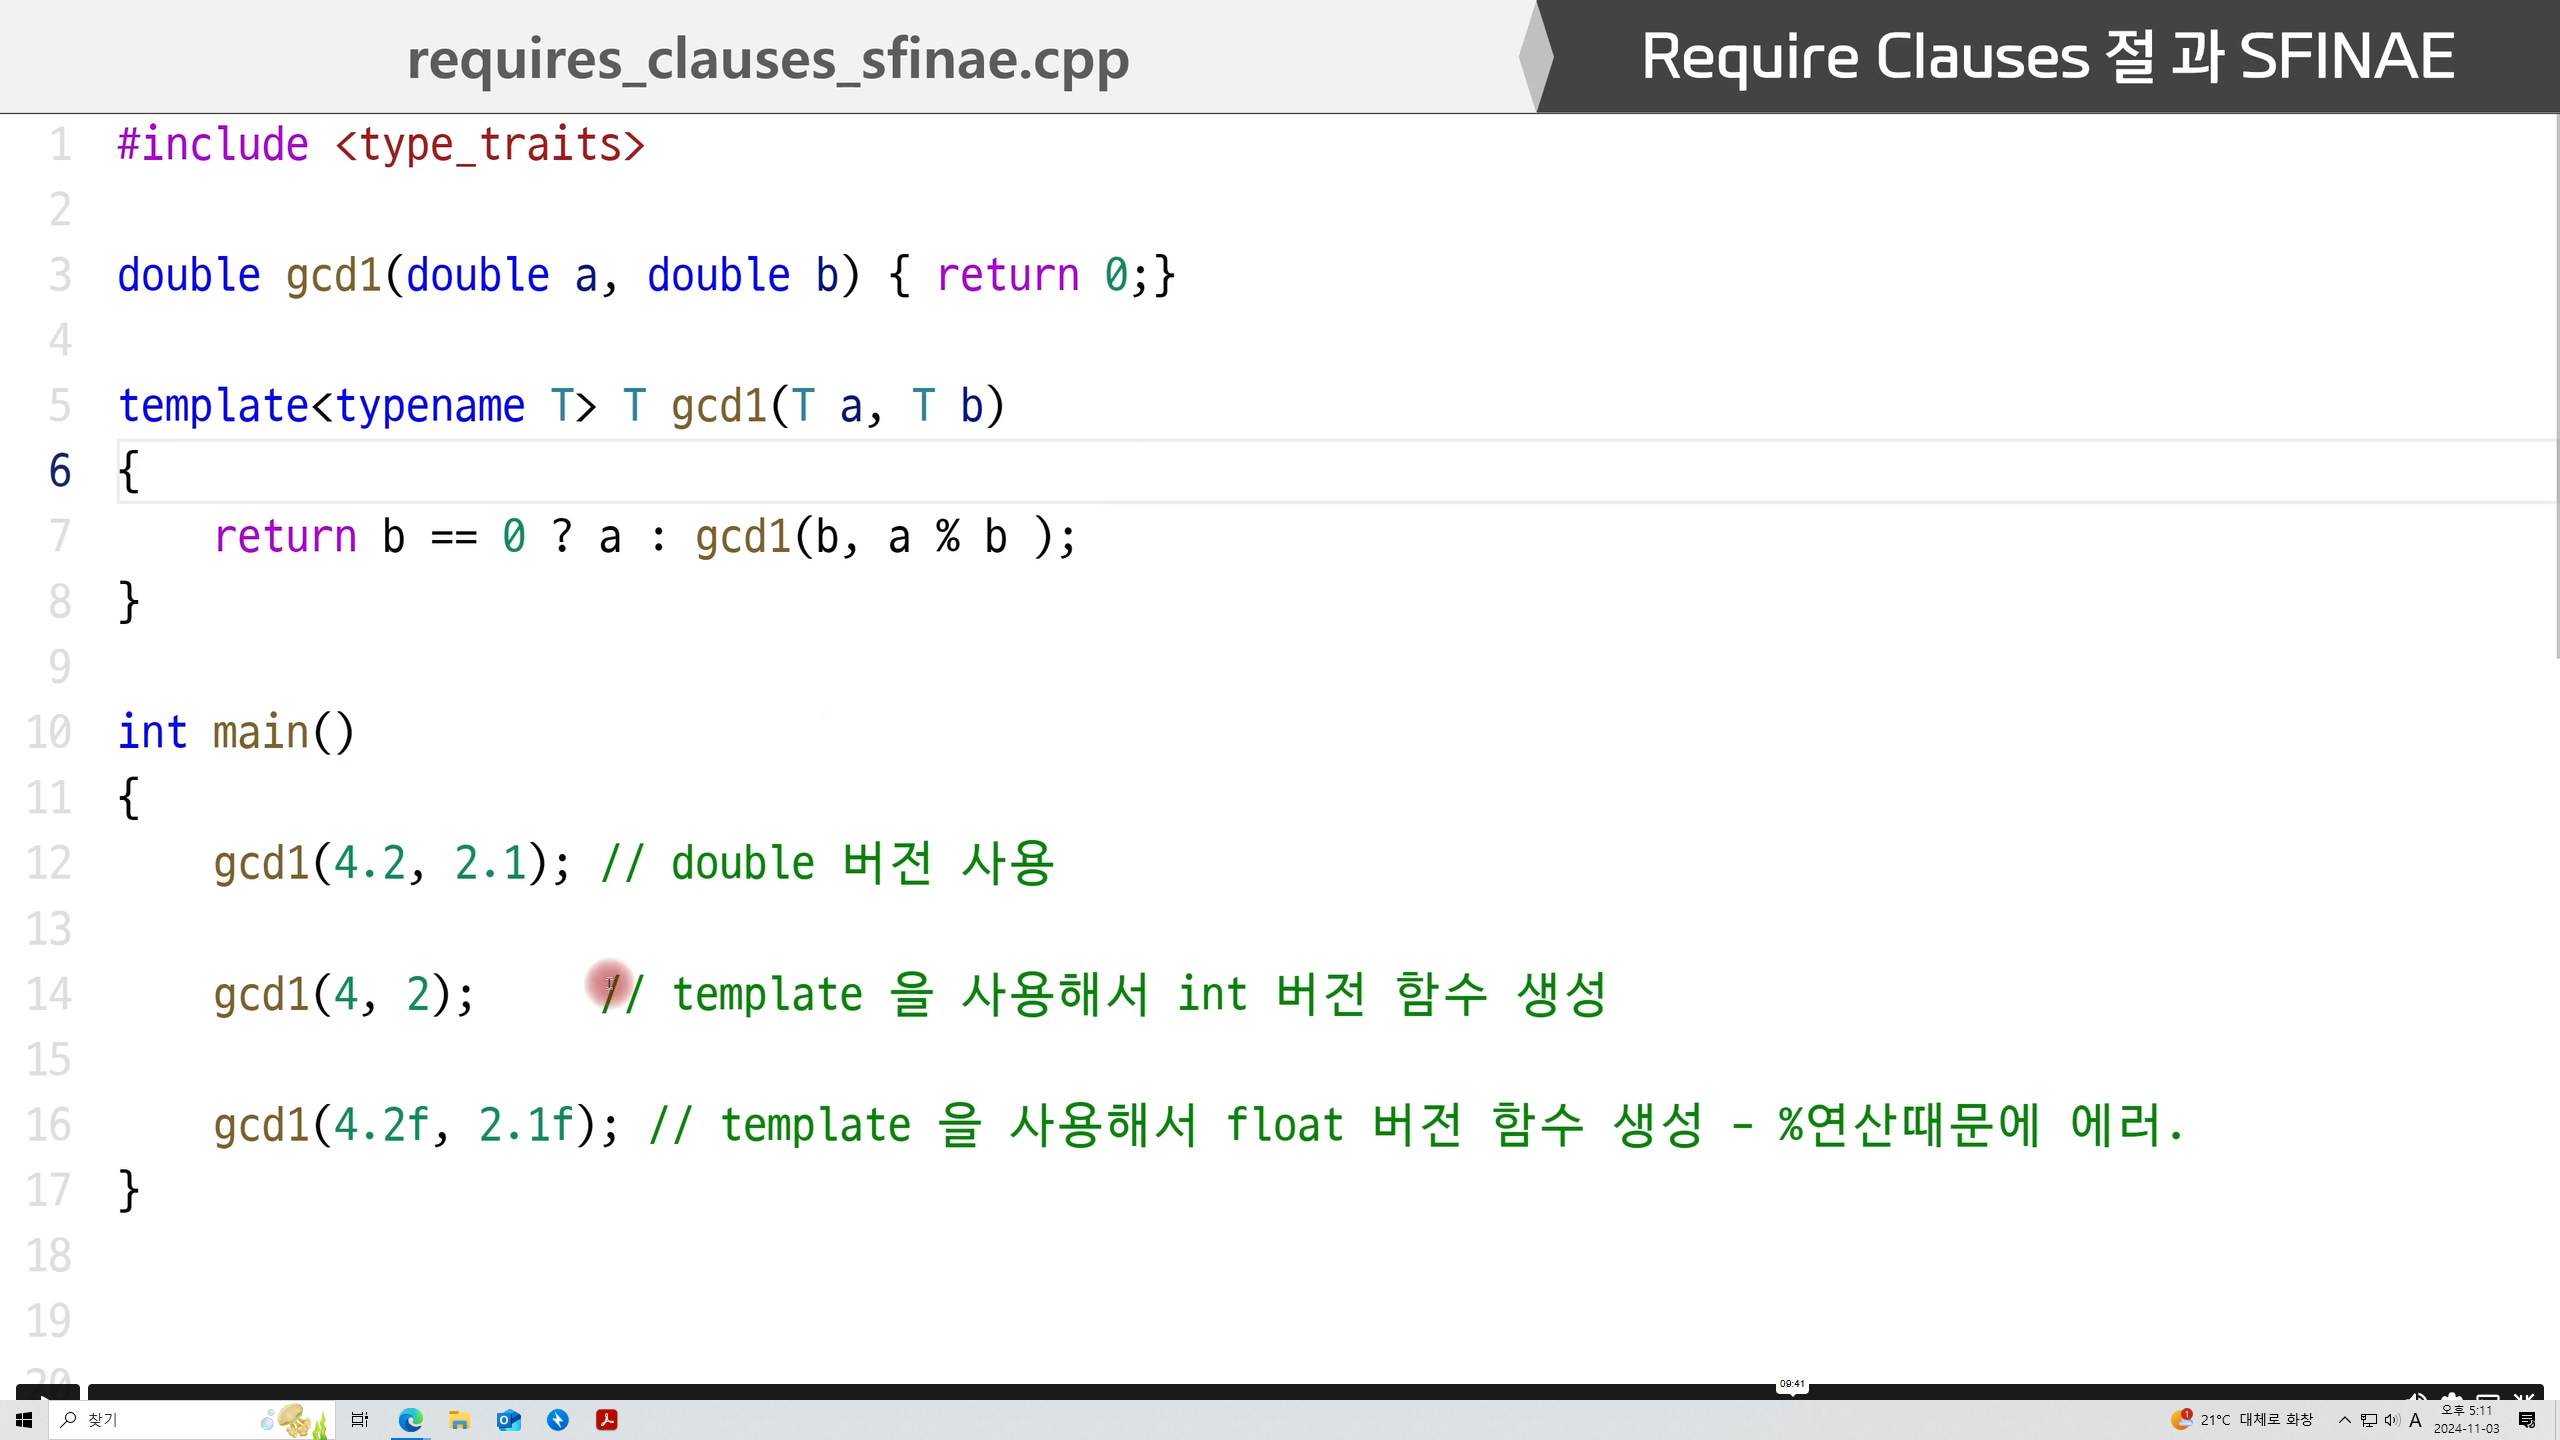 requires_clauses_sfinae.cpp
Require Clauses 절 과 SFINAE
1 #include <type_traits>
2
3 double gcd1(double a, double b) { return 0;}
4
5 template<typename T> T gcd1(T a, T b)
6 {
7     return b == 0 ? a : gcd1(b, a % b );
8 }
9
10 int main()
11 {
12     gcd1(4.2, 2.1); // double 버전 사용
13
14     gcd1(4, 2);     // template 을 사용해서 int 버전 함수 생성
15
16     gcd1(4.2f, 2.1f); // template 을 사용해서 float 버전 함수 생성 - %연산때문에 에러.
17 }
18
19
20
09:41
찾기
1
21°C 대체로 화창
A
오후 5:11
2024-11-03